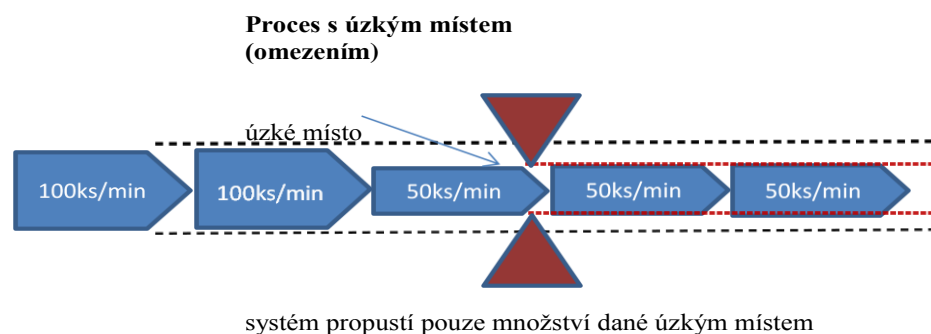 Proces s úzkým místem
(omezením)
úzké místo
100ks/min
100ks/min
50ks/min
50ks/min
50ks/min
systém propustí pouze množství dané úzkým místem